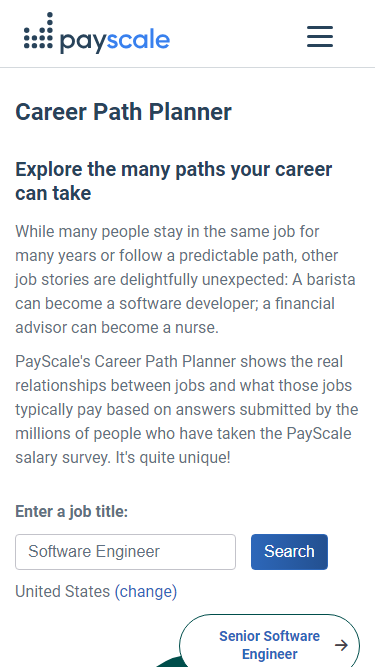 payscale
Career Path Planner
Explore the many paths your career
can take
While many people stay in the same job for
many years or follow a predictable path, other
job stories are delightfully unexpected: A barista
can become a software developer; a financial
advisor can become a nurse.
PayScale's Career Path Planner shows the real
relationships between jobs and what those jobs
typically pay based on answers submitted by the
millions of people who have taken the PayScale
salary survey. It's quite unique!
Enter a job title:
Software Engineer
Search
United States (change)
Senior Software
Engineer